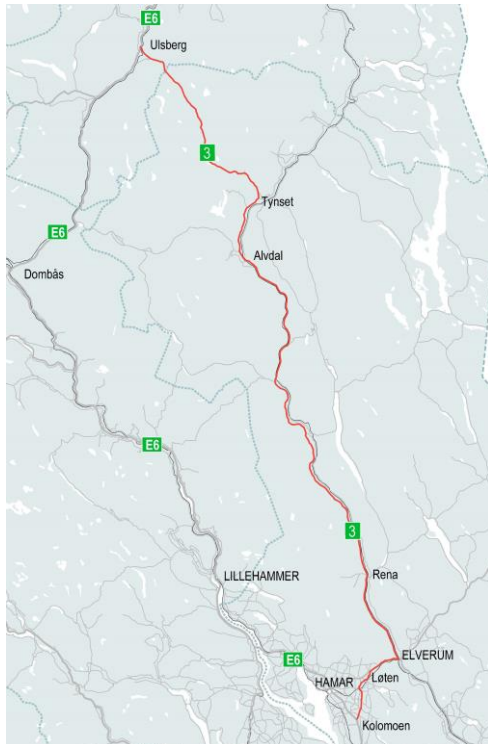 E6
Ulsberg
3
Tynset
E6
Alvdal
Dombås
E6
3
Rena
LILLEHAMMER
ELVERUM
E6
Løten
HAMAR
Kolomoen